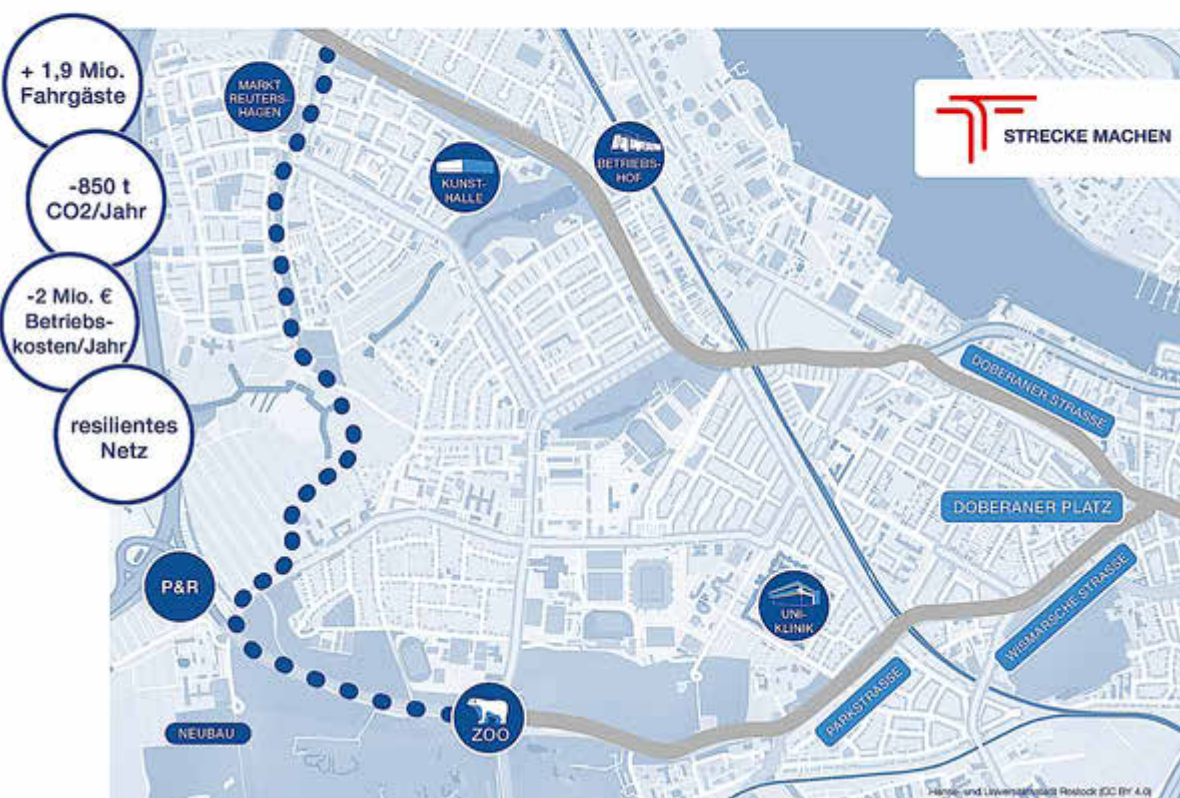 + 1,9 Mio.
Fahrgäste
-850 t
CO2/Jahr
-2 Mio. €
Betriebs-
kosten/Jahr
resilientes
Netz
MARKT
REUTERS-
HAGEN
KUNST-
HALLE
BETRIEBS-
HOF
STRECKE MACHEN
DOBERANER STRASSE
DOBERANER PLATZ
WISMARSCHE STRASSE
PARKSTRASSE
UNI-
KLINIK
P&R
ZOO
NEUBAU
Hanse- und Universitätsstadt Rostock (CC BY 4.0)